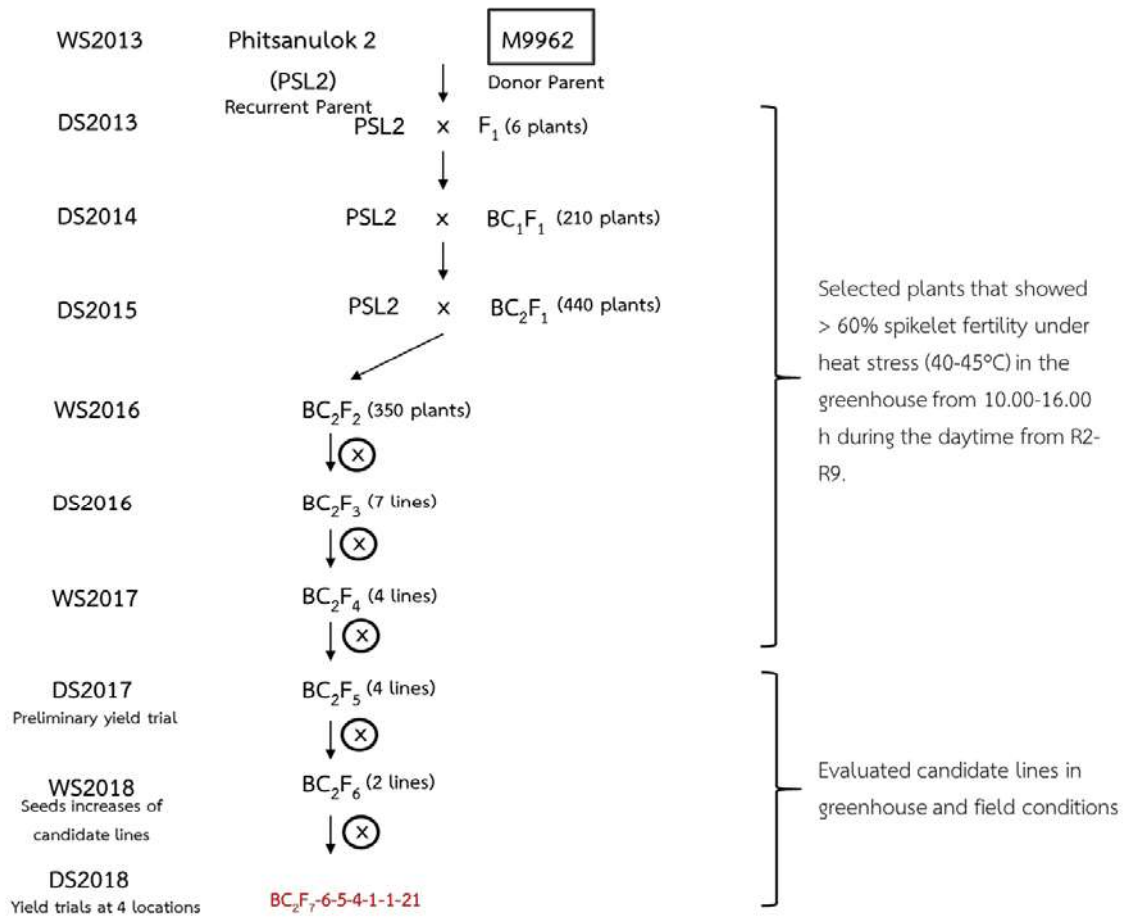 WS2013 Phitsanulok 2 M9962
(PSL2) Donor Parent
Recurrent Parent
DS2013 PSL2 x F₁ (6 plants)
DS2014 PSL2 x BC₁F₁ (210 plants)
DS2015 PSL2 x BC₂F₁ (440 plants)
WS2016 BC₂F₂ (350 plants)
x
DS2016 BC₂F₃ (7 lines)
x
WS2017 BC₂F₄ (4 lines)
x
Selected plants that showed
> 60% spikelet fertility under
heat stress (40-45°C) in the
greenhouse from 10.00-16.00
h during the daytime from R2-
R9.
DS2017 BC₂F₅ (4 lines)
Preliminary yield trial
x
WS2018 BC₂F₆ (2 lines)
Seeds increases of
candidate lines
x
DS2018
Yield trials at 4 locations BC₂F₇-6-5-4-1-1-21
Evaluated candidate lines in
greenhouse and field conditions